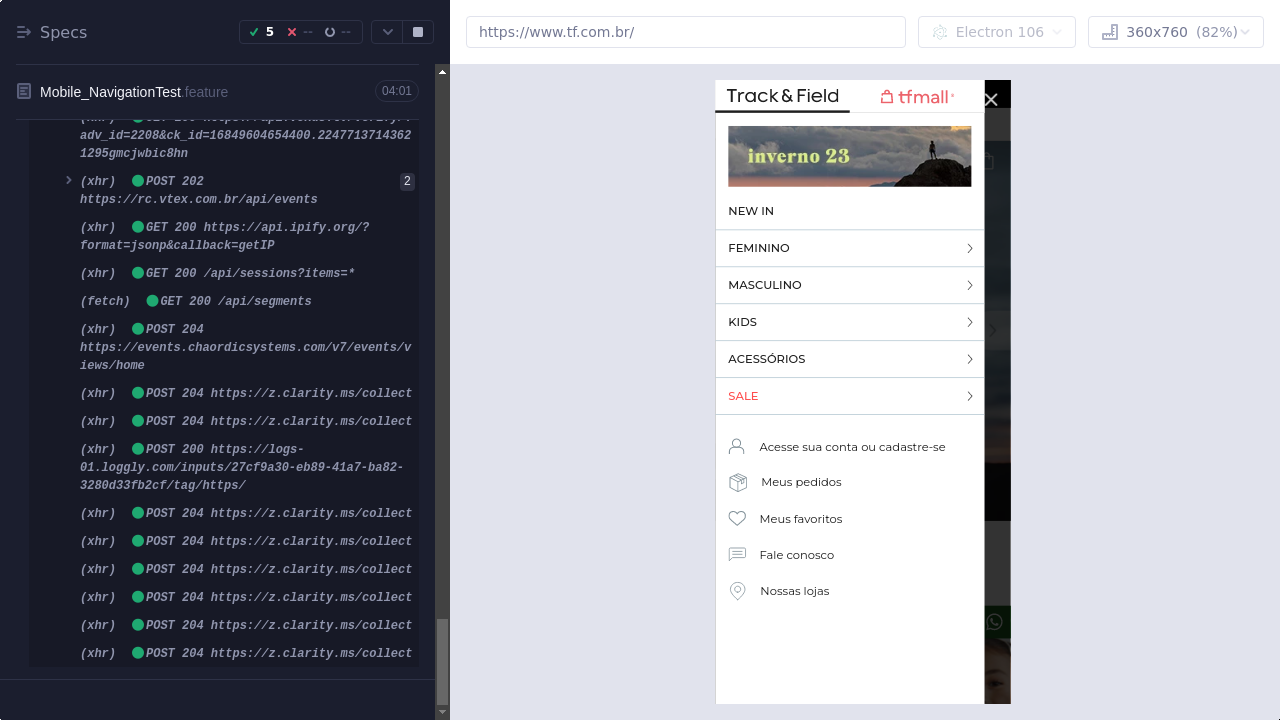 Specs
5
--
--
Mobile_NavigationTest.feature
04:01
adv_id=2208&ck_id=16849604654400.2247713714362
1295gmcjwbic8hn
(xhr) POST 202
https://rc.vtex.com.br/api/events
2
(xhr) GET 200 https://api.ipify.org/?
format=jsonp&callback=getIP
(xhr) GET 200 /api/sessions?items=*
(fetch) GET 200 /api/segments
(xhr) POST 204
https://events.chaordicsystems.com/v7/events/v
iews/home
(xhr) POST 204 https://z.clarity.ms/collect
(xhr) POST 204 https://z.clarity.ms/collect
(xhr) POST 200 https://logs-
01.loggly.com/inputs/27cf9a30-eb89-41a7-ba82-
3280d33fb2cf/tag/https/
(xhr) POST 204 https://z.clarity.ms/collect
(xhr) POST 204 https://z.clarity.ms/collect
(xhr) POST 204 https://z.clarity.ms/collect
(xhr) POST 204 https://z.clarity.ms/collect
(xhr) POST 204 https://z.clarity.ms/collect
(xhr) POST 204 https://z.clarity.ms/collect
https://www.tf.com.br/
Electron 106
360x760 (82%)
Track & Field
tfmall
inverno 23
NEW IN
FEMININO
MASCULINO
KIDS
ACESSÓRIOS
SALE
Acesse sua conta ou cadastre-se
Meus pedidos
Meus favoritos
Fale conosco
Nossas lojas